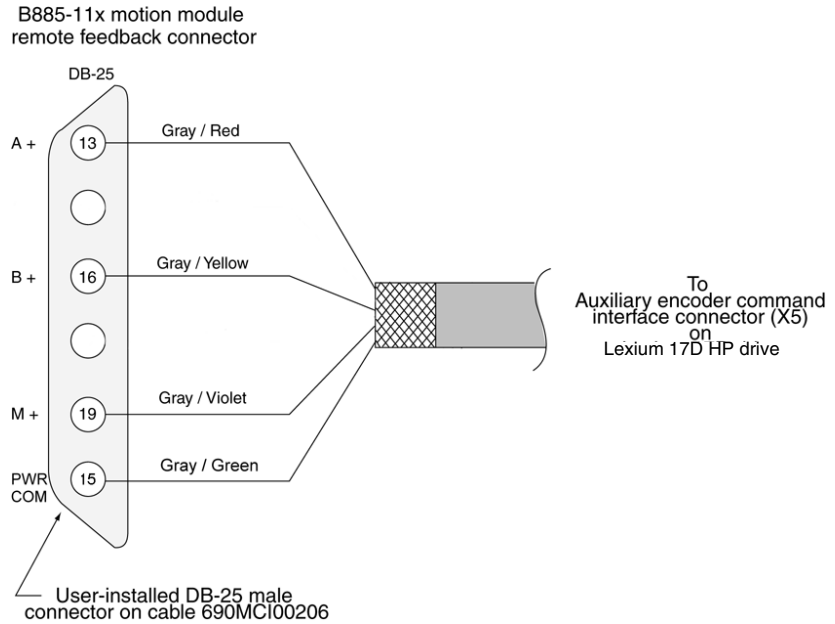 B885-11x motion module
remote feedback connector
DB-25
A + 13 Gray / Red
B + 16 Gray / Yellow
To
Auxiliary encoder command
interface connector (X5)
on
Lexium 17D HP drive
M + 19 Gray / Violet
PWR
COM
15 Gray / Green
User-installed DB-25 male
connector on cable 690MCI00206